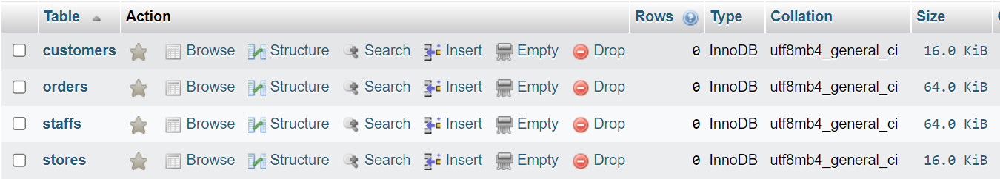 Table Action Rows Type Collation Size
customers Browse Structure Search Insert Empty Drop 0 InnoDB utf8mb4_general_ci 16.0 KiB
orders Browse Structure Search Insert Empty Drop 0 InnoDB utf8mb4_general_ci 64.0 KiB
staffs Browse Structure Search Insert Empty Drop 0 InnoDB utf8mb4_general_ci 64.0 KiB
stores Browse Structure Search Insert Empty Drop 0 InnoDB utf8mb4_general_ci 16.0 KiB